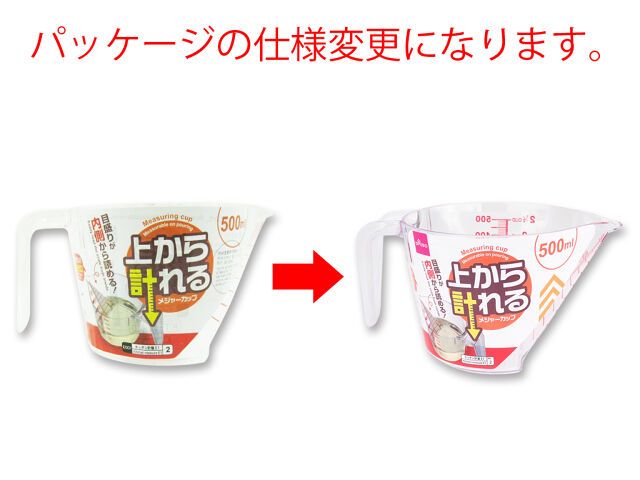 パッケージの仕様変更になります。
Measuring cup
Measurable on pouring
500ml
目盛りが
内側から読める!
上から
計れる
メジャーカップ
2
Measuring cup
Measurable on pouring
500ml
500
目盛りが
内側から読める!
上から
計れる
メジャーカップ